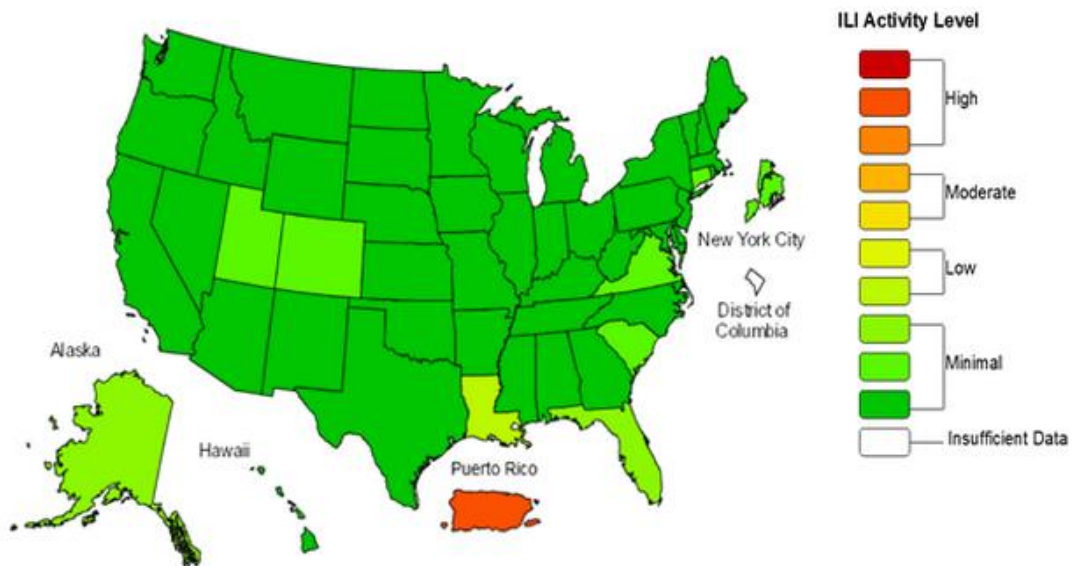 ILI Activity Level
High
Moderate
Low
Minimal
Insufficient Data
New York City
District of
Columbia
Alaska
Hawaii
Puerto Rico